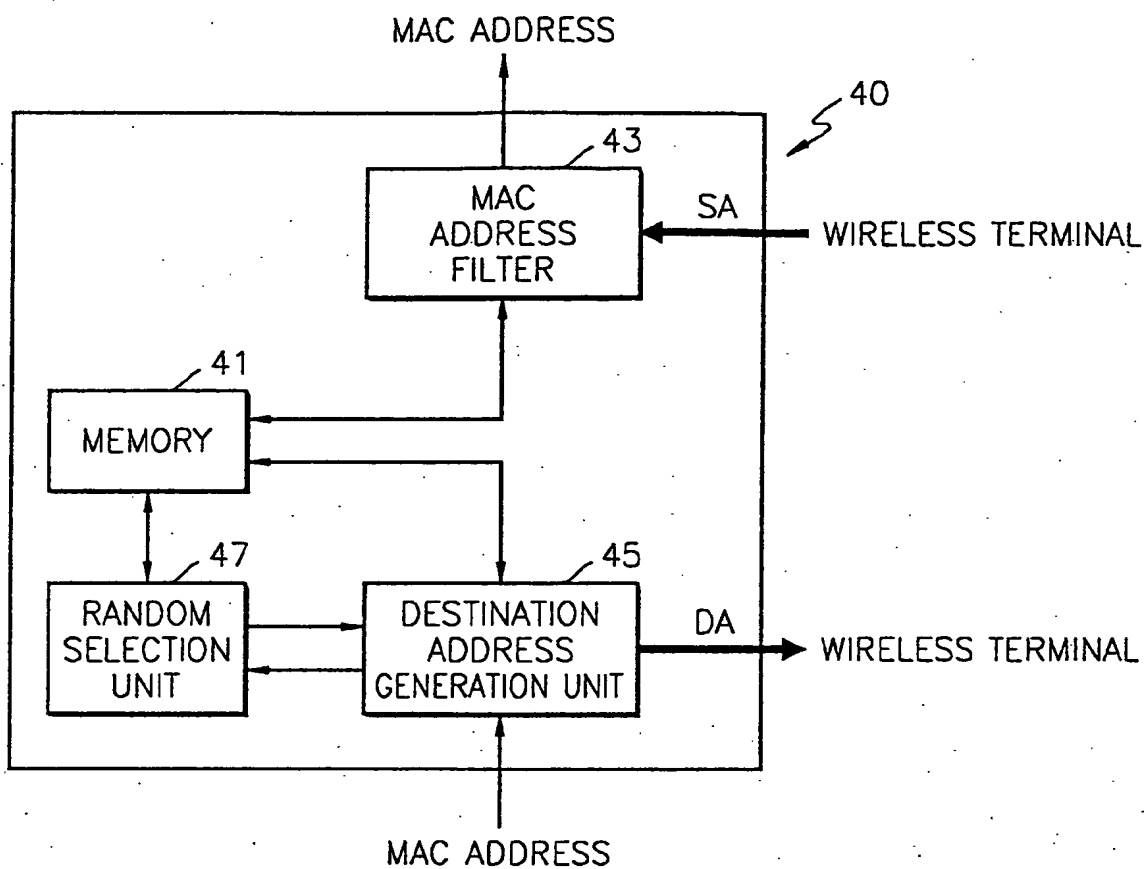 MAC ADDRESS
40
43
MAC
ADDRESS
FILTER
SA
WIRELESS TERMINAL
41
MEMORY
47
RANDOM
SELECTION
UNIT
45
DESTINATION
ADDRESS
GENERATION UNIT
DA
WIRELESS TERMINAL
MAC ADDRESS